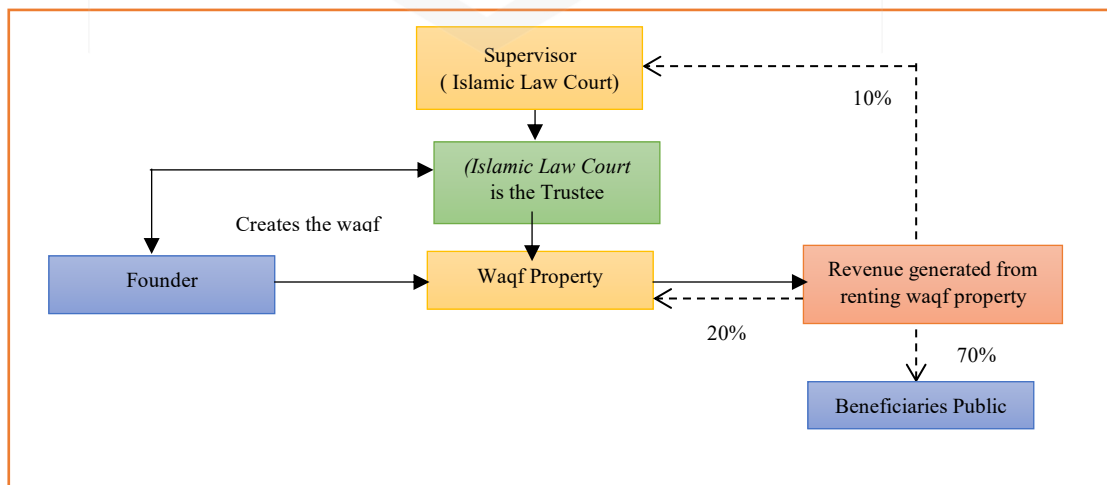 Supervisor
( Islamic Law Court)
10%
(Islamic Law Court
is the Trustee
Creates the waqf
Founder
Waqf Property
Revenue generated from
renting waqf property
20%
70%
Beneficiaries Public